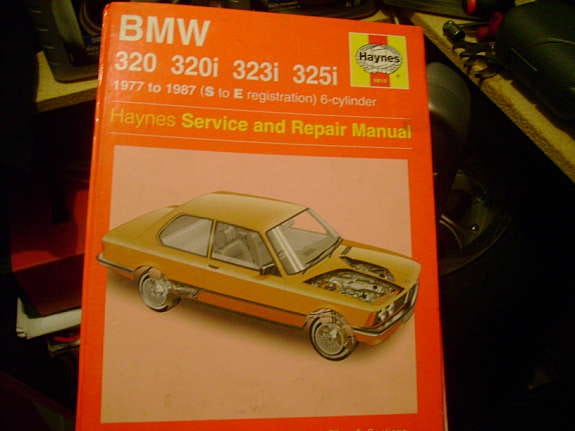 BMW
320 320i 323i 325i
Haynes
1977 to 1987 (S to E registration) 6-cylinder
Haynes Service and Repair Manual